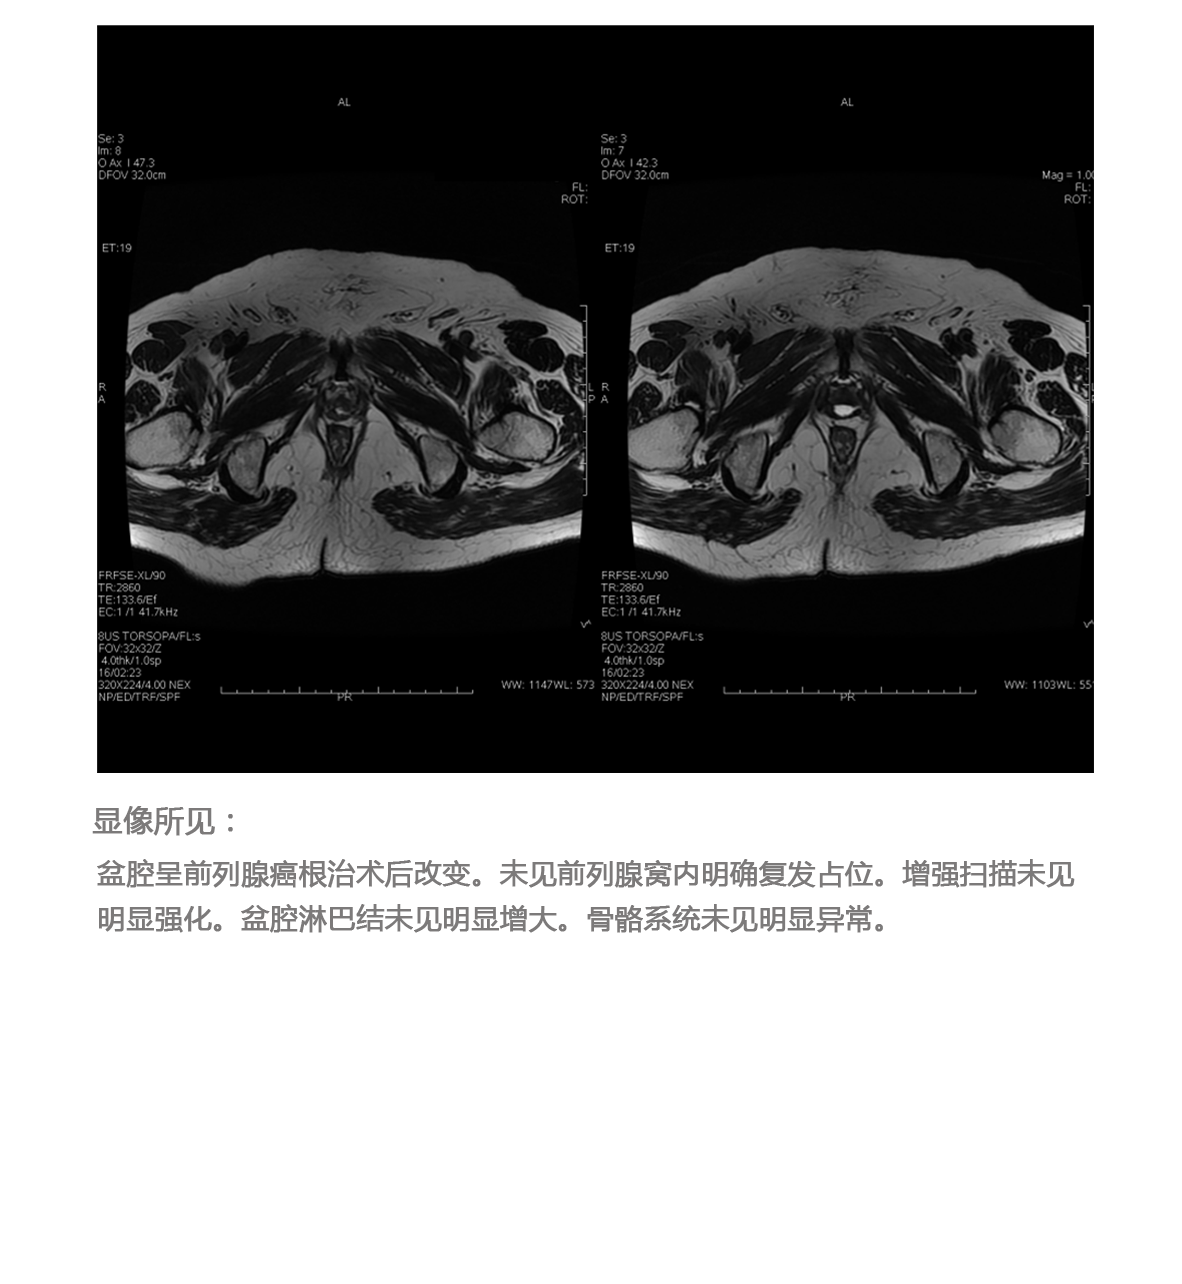 AL
AL
Se: 3
Im: 8
O Ax I 47.3
DFOV 32.0cm
Se: 3
Im: 7
O Ax I 42.3
DFOV 32.0cm
Mag = 1.00
FL:
ROT:
FL:
ROT:
ET:19
ET:19
R
A
L
P
R
A
FRFSE-XL/90
TR:2860
TE:133.6/Ef
EC:1 /1 41.7kHz
FRFSE-XL/90
TR:2860
TE:133.6/Ef
EC:1 /1 41.7kHz
8US TORSOPA/FL:s
FOV:32x32/Z
4.0thk/1.0sp
16/02:23
320X224/4.00 NEX
NP/ED/TRF/SPF
WW: 1147WL: 573
PR
8US TORSOPA/FL:s
FOV:32x32/Z
4.0thk/1.0sp
16/02:23
320X224/4.00 NEX
NP/ED/TRF/SPF
WW: 1103WL: 551
PR
显像所见：
盆腔呈前列腺癌根治术后改变。未见前列腺窝内明确复发占位。增强扫描未见
明显强化。盆腔淋巴结未见明显增大。骨骼系统未见明显异常。